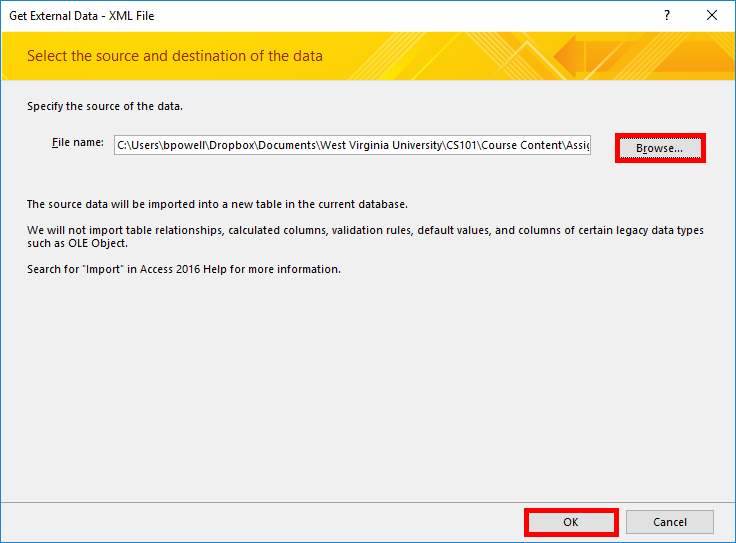 Get External Data - XML File
?
Select the source and destination of the data
Specify the source of the data.
File name: C:\Users\bpowell\Dropbox\Documents\West Virginia University\CS101\Course Content\Assig Browse...
The source data will be imported into a new table in the current database.
We will not import table relationships, calculated columns, validation rules, default values, and columns of certain legacy data types
such as OLE Object.
Search for "Import" in Access 2016 Help for more information.
OK Cancel